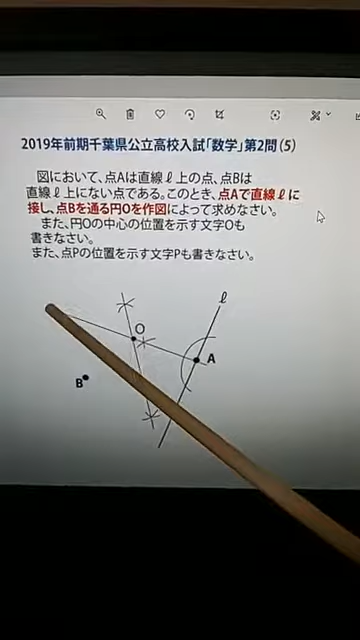 2019年前期千葉県公立高校入試「数学」第2問(5)
図において、点Aは直線ℓ上の点、点Bは
直線ℓ上にない点である。このとき、点Aで直線ℓに
接し、点Bを通る円Oを作図によって求めなさい。
また、円Oの中心の位置を示す文字Oも
書きなさい。
また、点Pの位置を示す文字Pも書きなさい。
ℓ
O
A
B